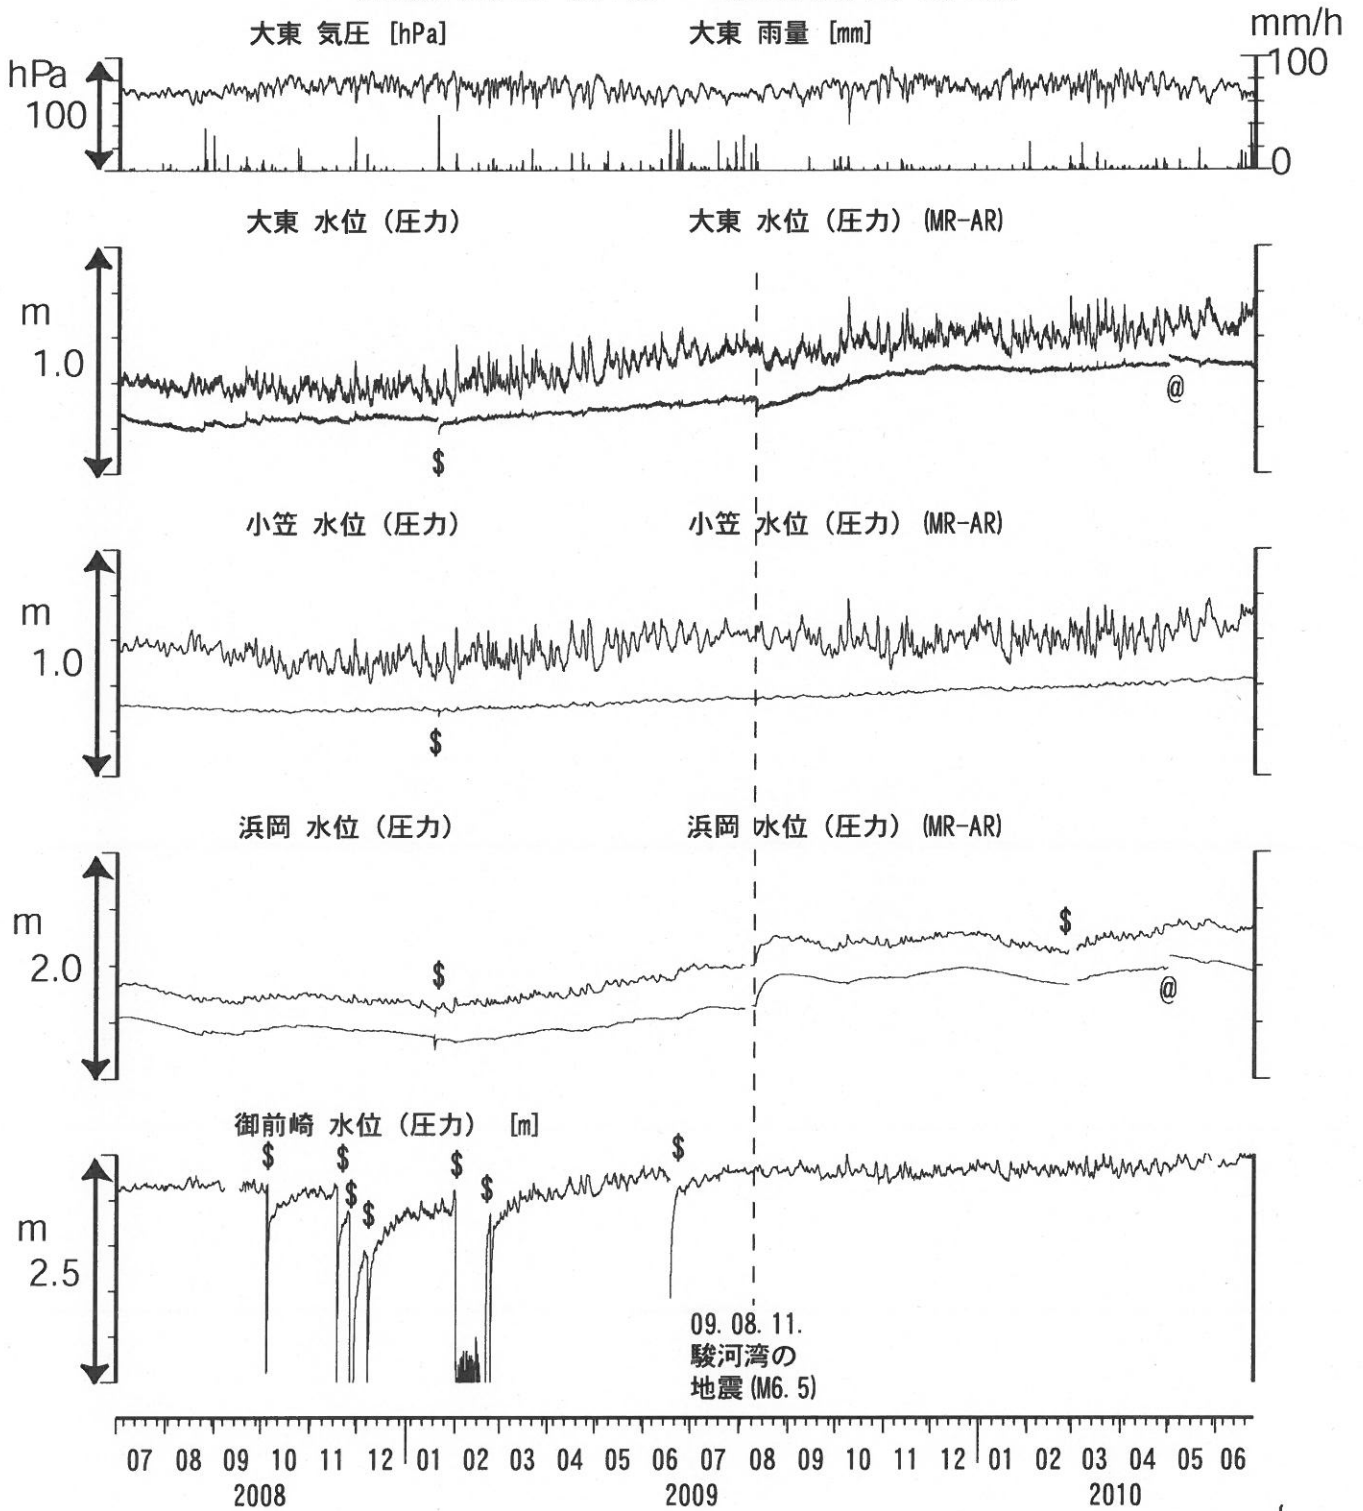 大東 気圧 [hPa] 大東 雨量 [mm] mm/h
hPa 100
100
0
大東 水位（圧力） 大東 水位（圧力）(MR-AR)
m
1.0
@
$
小笠 水位（圧力） 小笠 水位（圧力）(MR-AR)
m
1.0
$
浜岡 水位（圧力） 浜岡 水位（圧力）(MR-AR)
m
$
2.0
$
@
御前崎 水位（圧力） [m]
$ $ $ $
$ $ $
m
2.5
09. 08. 11.
駿河湾の
地震(M6. 5)
07 08 09 10 11 12 01 02 03 04 05 06 07 08 09 10 11 12 01 02 03 04 05 06
2008 2009 2010